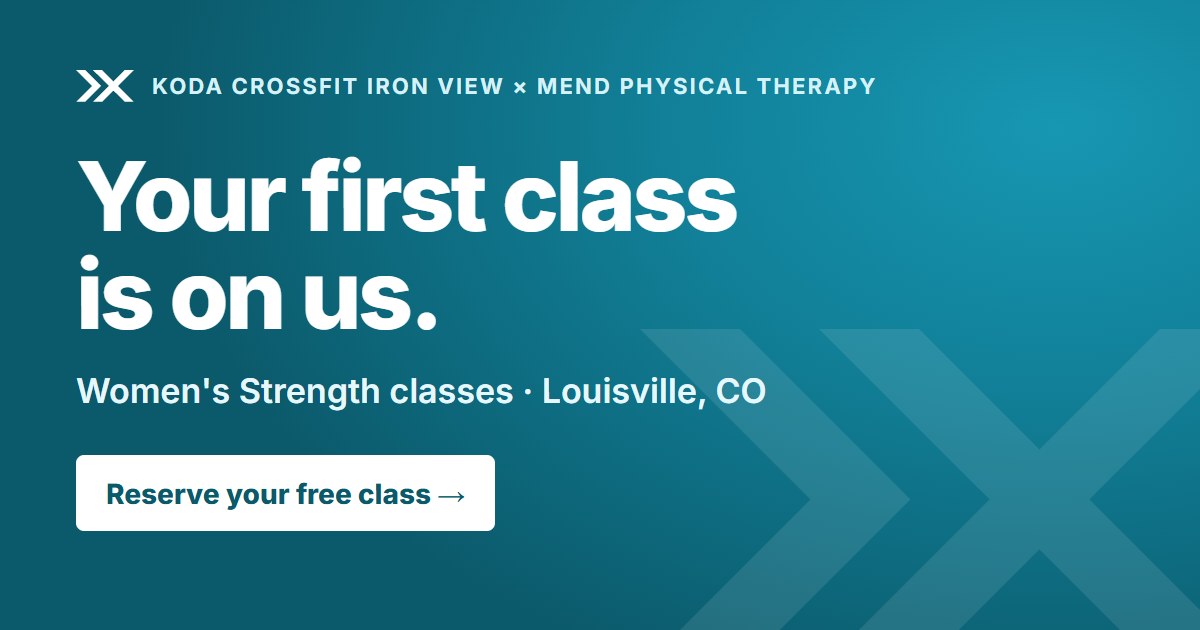 KODA CROSSFIT IRON VIEW × MEND PHYSICAL THERAPY
Your first class
is on us.
Women's Strength classes · Louisville, CO
Reserve your free class →